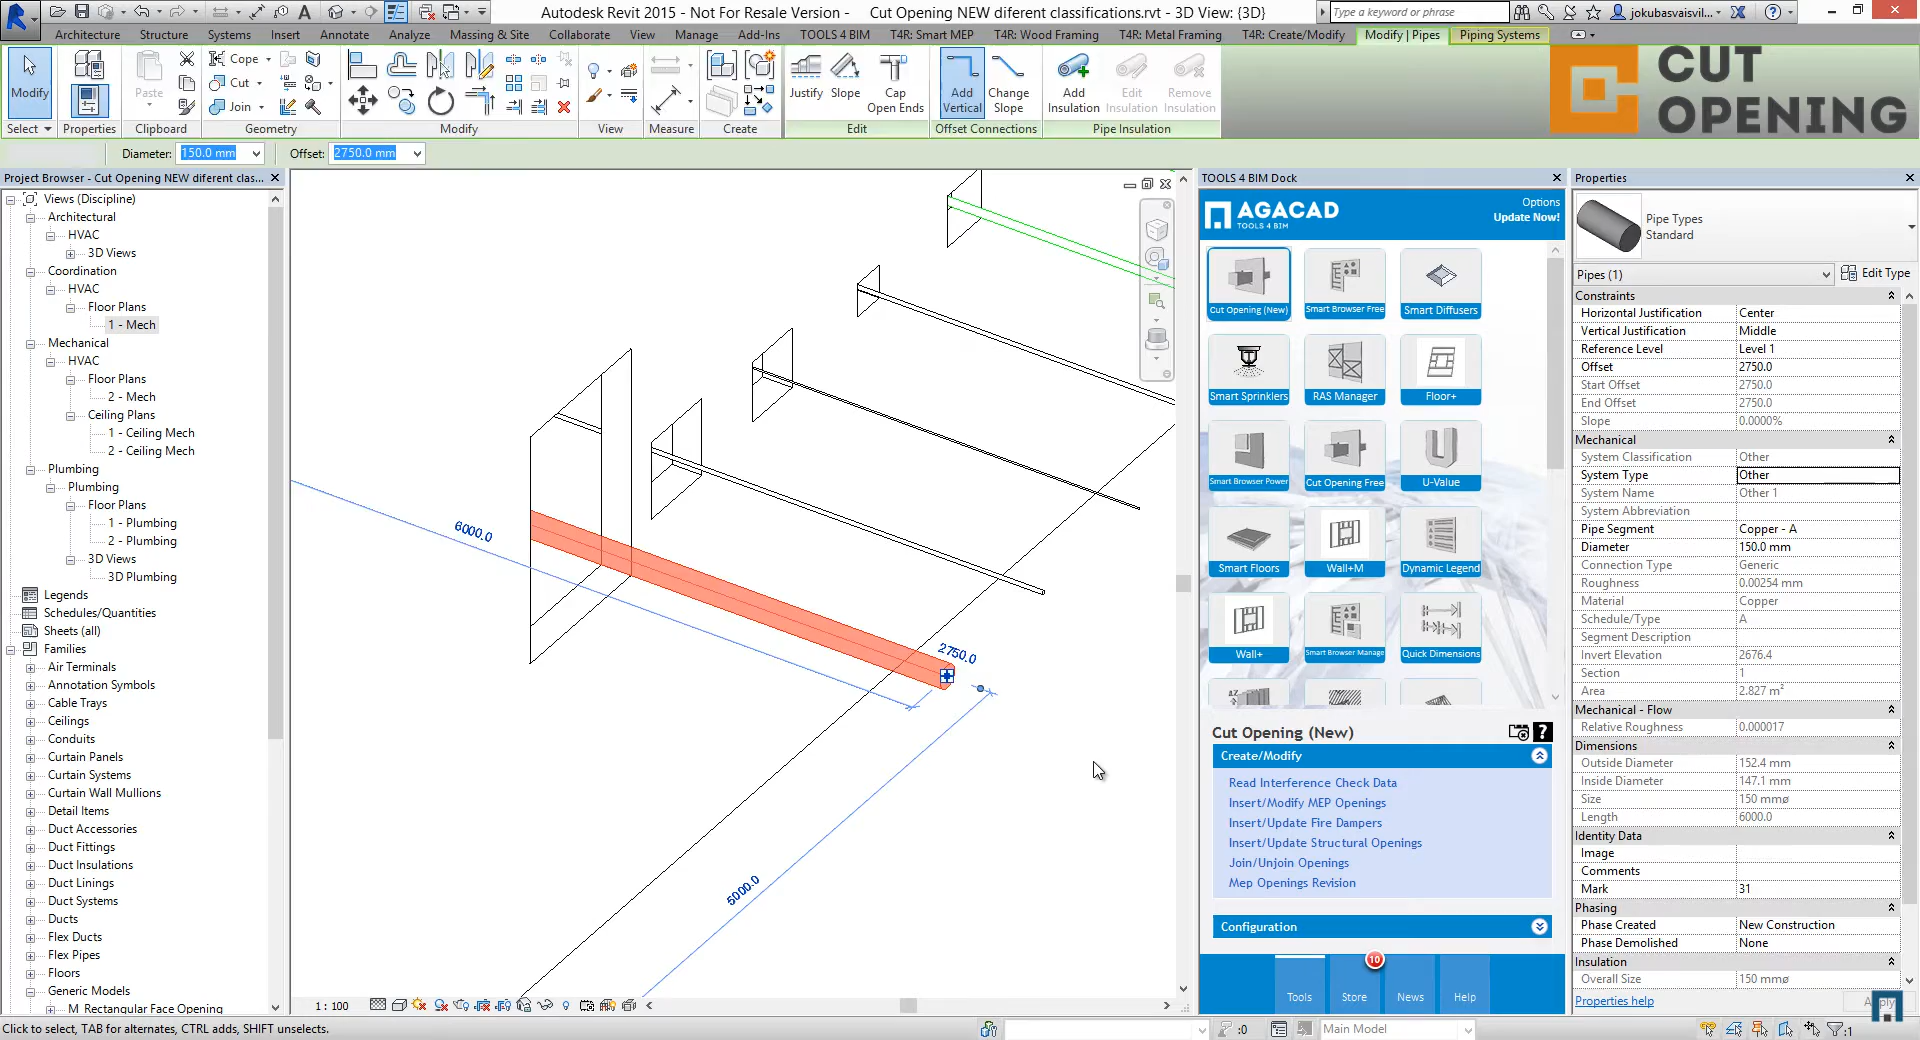 Autodesk Revit 2015 - Not For Resale Version - Cut Opening NEW diferent classifications.rvt - 3D View: {3D}
Type a keyword or phrase
jokubasvaisvil...
Architecture Structure Systems Insert Annotate Analyze Massing & Site Collaborate View Manage Add-Ins TOOLS 4 BIM T4R: Smart MEP T4R: Wood Framing T4R: Metal Framing T4R: Create/Modify Modify | Pipes Piping Systems
Modify
Paste
Cope
Cut
Join
Justify
Slope
Cap Open Ends
Add Vertical
Change Slope
Add Insulation
Edit Insulation
Remove Insulation
Select Properties Clipboard Geometry Modify View Measure Create Edit Offset Connections Pipe Insulation
CUT
OPENING
Diameter: 150.0 mm Offset: 2750.0 mm
Project Browser - Cut Opening NEW diferent clas...
Views (Discipline)
Architectural
HVAC
3D Views
Coordination
HVAC
Floor Plans
1 - Mech
Mechanical
HVAC
Floor Plans
2 - Mech
Ceiling Plans
1 - Ceiling Mech
2 - Ceiling Mech
Plumbing
Plumbing
Floor Plans
1 - Plumbing
2 - Plumbing
3D Views
3D Plumbing
Legends
Schedules/Quantities
Sheets (all)
Families
Air Terminals
Annotation Symbols
Cable Trays
Ceilings
Conduits
Curtain Panels
Curtain Systems
Curtain Wall Mullions
Detail Items
Duct Accessories
Duct Fittings
Duct Insulations
Duct Linings
Duct Systems
Ducts
Flex Ducts
Flex Pipes
Floors
Generic Models
M Rectangular Face Opening
6000.0
2750.0
5000.0
1 : 100
TOOLS 4 BIM Dock
AGACAD
TOOLS 4 BIM
Options
Update Now!
Cut Opening (New) Smart Browser Free Smart Diffusers
Smart Sprinklers RAS Manager Floor+
Smart Browser Power Cut Opening Free U-Value
Smart Floors Wall+M Dynamic Legend
Wall+ Smart Browser Manage Quick Dimensions
Cut Opening (New)
?
Create/Modify
Read Interference Check Data
Insert/Modify MEP Openings
Insert/Update Fire Dampers
Insert/Update Structural Openings
Join/Unjoin Openings
Mep Openings Revision
Configuration
10
Tools Store News Help
Properties
Pipe Types
Standard
Pipes (1) Edit Type
Constraints
Horizontal Justification Center
Vertical Justification Middle
Reference Level Level 1
Offset 2750.0
Start Offset 2750.0
End Offset 2750.0
Slope 0.0000%
Mechanical
System Classification Other
System Type Other
System Name Other 1
System Abbreviation
Pipe Segment Copper - A
Diameter 150.0 mm
Connection Type Generic
Roughness 0.00254 mm
Material Copper
Schedule/Type A
Segment Description
Invert Elevation 2676.4
Section 1
Area 2.827 m²
Mechanical - Flow
Relative Roughness 0.000017
Dimensions
Outside Diameter 152.4 mm
Inside Diameter 147.1 mm
Size 150 mmø
Length 6000.0
Identity Data
Image
Comments
Mark 31
Phasing
Phase Created New Construction
Phase Demolished None
Insulation
Overall Size 150 mmø
Properties help
Click to select, TAB for alternates, CTRL adds, SHIFT unselects.
:0
Main Model
:1